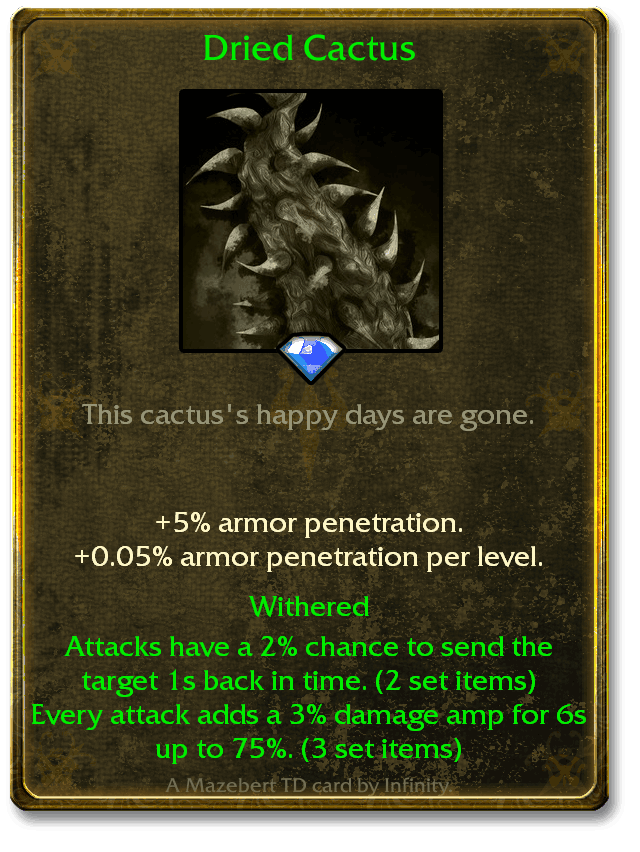 Dried Cactus
This cactus's happy days are gone.
+5% armor penetration.
+0.05% armor penetration per level.
Withered
Attacks have a 2% chance to send the
target 1s back in time. (2 set items)
Every attack adds a 3% damage amp for 6s
up to 75%. (3 set items)
A Mazebert TD card by Infinity